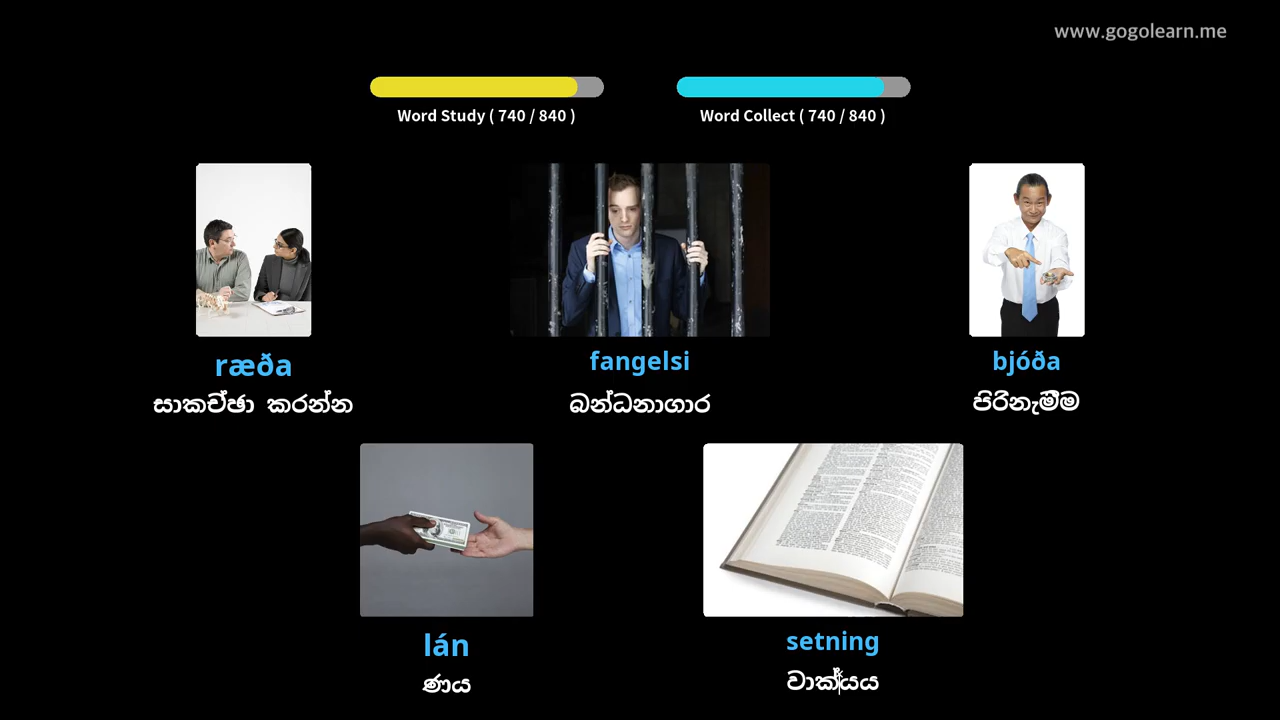 www.gogolearn.me
Word Study ( 740 / 840 )
Word Collect ( 740 / 840 )
ræða
සාකච්ඡා කරන්න
fangelsi
බන්ධනාගාර
bjóða
පිරිනැමීම
lán
ණය
setning
වාක්‍යය